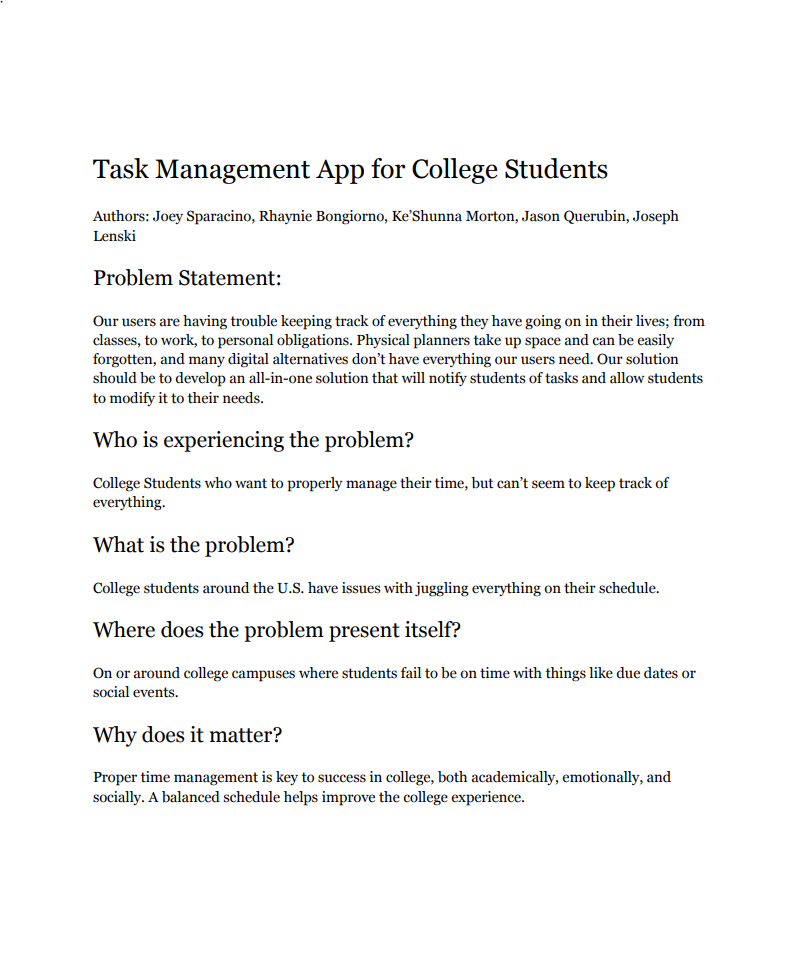 Task Management App for College Students
Authors: Joey Sparacino, Rhaynie Bongiorno, Ke’Shunna Morton, Jason Querubin, Joseph
Lenski
Problem Statement:
Our users are having trouble keeping track of everything they have going on in their lives; from
classes, to work, to personal obligations. Physical planners take up space and can be easily
forgotten, and many digital alternatives don’t have everything our users need. Our solution
should be to develop an all-in-one solution that will notify students of tasks and allow students
to modify it to their needs.
Who is experiencing the problem?
College Students who want to properly manage their time, but can’t seem to keep track of
everything.
What is the problem?
College students around the U.S. have issues with juggling everything on their schedule.
Where does the problem present itself?
On or around college campuses where students fail to be on time with things like due dates or
social events.
Why does it matter?
Proper time management is key to success in college, both academically, emotionally, and
socially. A balanced schedule helps improve the college experience.